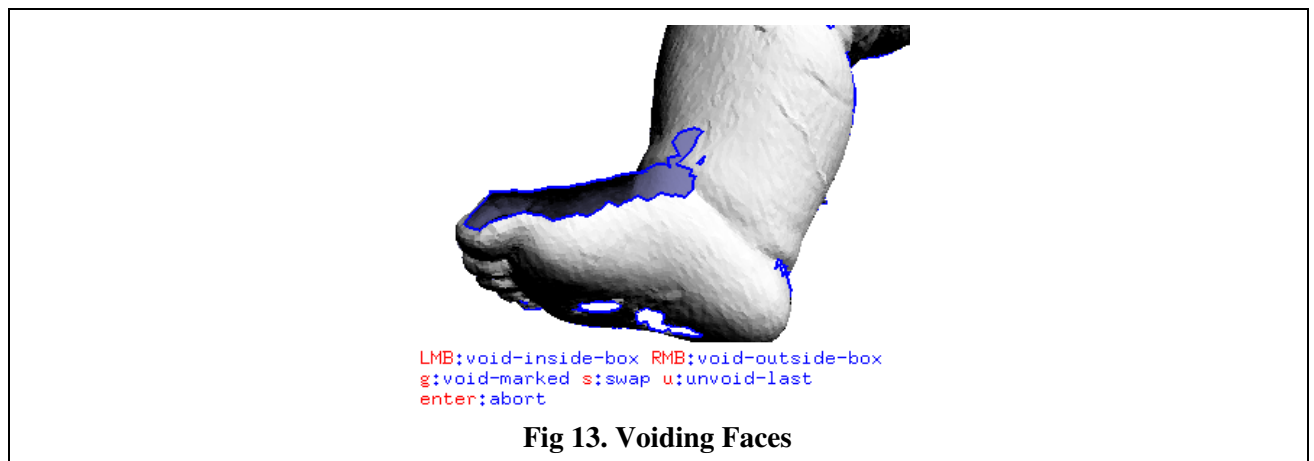 LMB:void-inside-box RMB:void-outside-box
g:void-marked s:swap u:unvoid-last
enter:abort
Fig 13. Voiding Faces